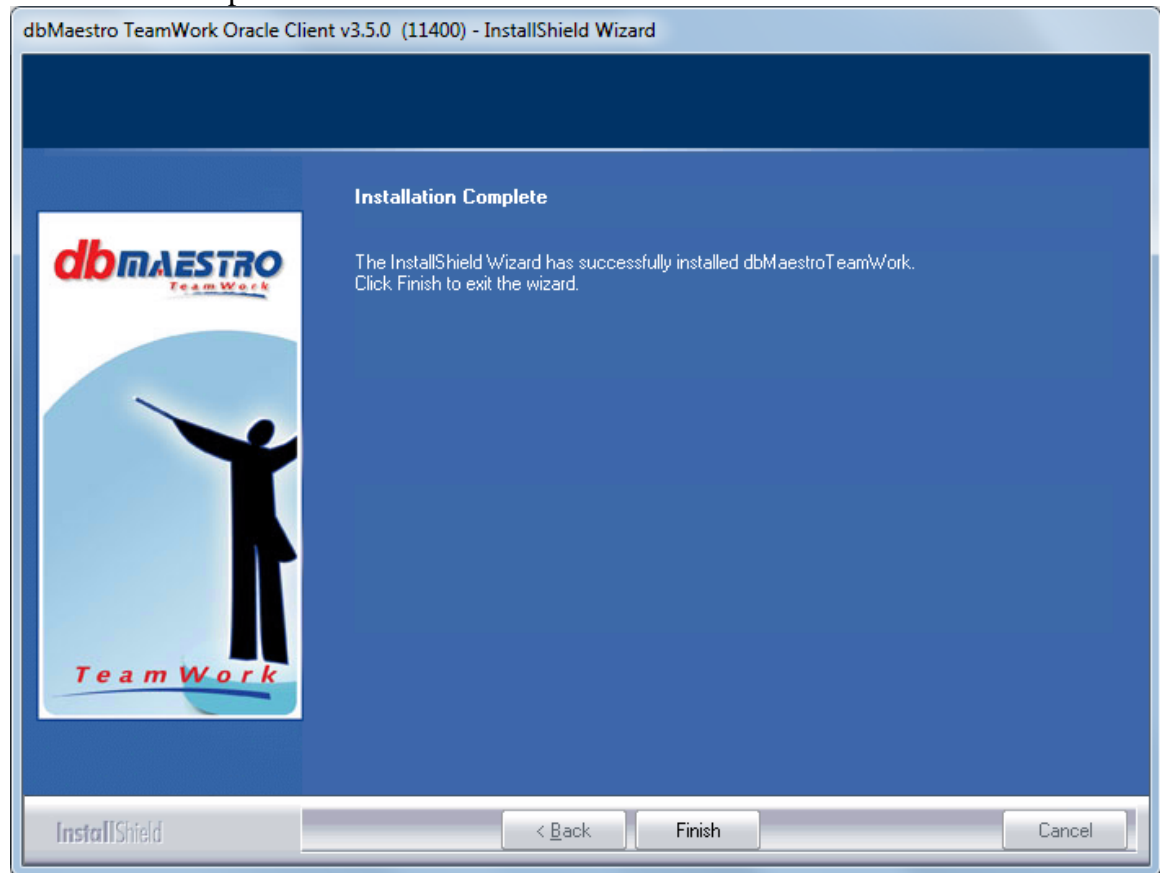 dbMaestro TeamWork Oracle Client v3.5.0 (11400) - InstallShield Wizard
Installation Complete
dbMAESTRO
TeamWork
The InstallShield Wizard has successfully installed dbMaestroTeamWork.
Click Finish to exit the wizard.
TeamWork
InstallShield
< Back
Finish
Cancel